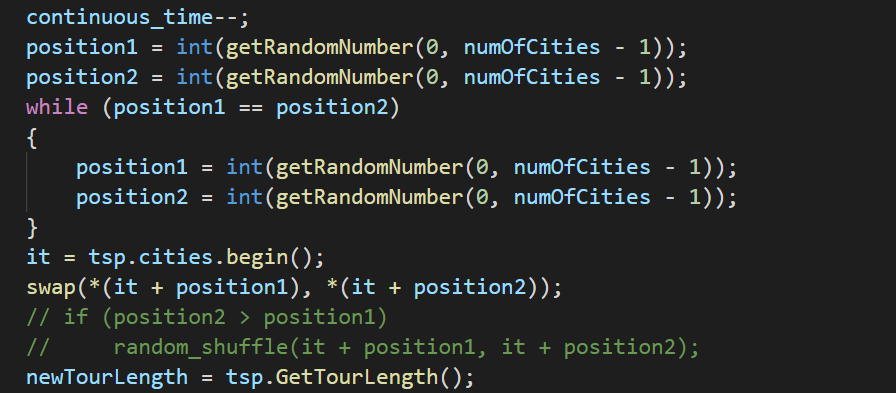 continuous_time--;
position1 = int(getRandomNumber(0, numOfCities - 1));
position2 = int(getRandomNumber(0, numOfCities - 1));
while (position1 == position2)
{
    position1 = int(getRandomNumber(0, numOfCities - 1));
    position2 = int(getRandomNumber(0, numOfCities - 1));
}
it = tsp.cities.begin();
swap(*(it + position1), *(it + position2));
// if (position2 > position1)
//     random_shuffle(it + position1, it + position2);
newTourLength = tsp.GetTourLength();